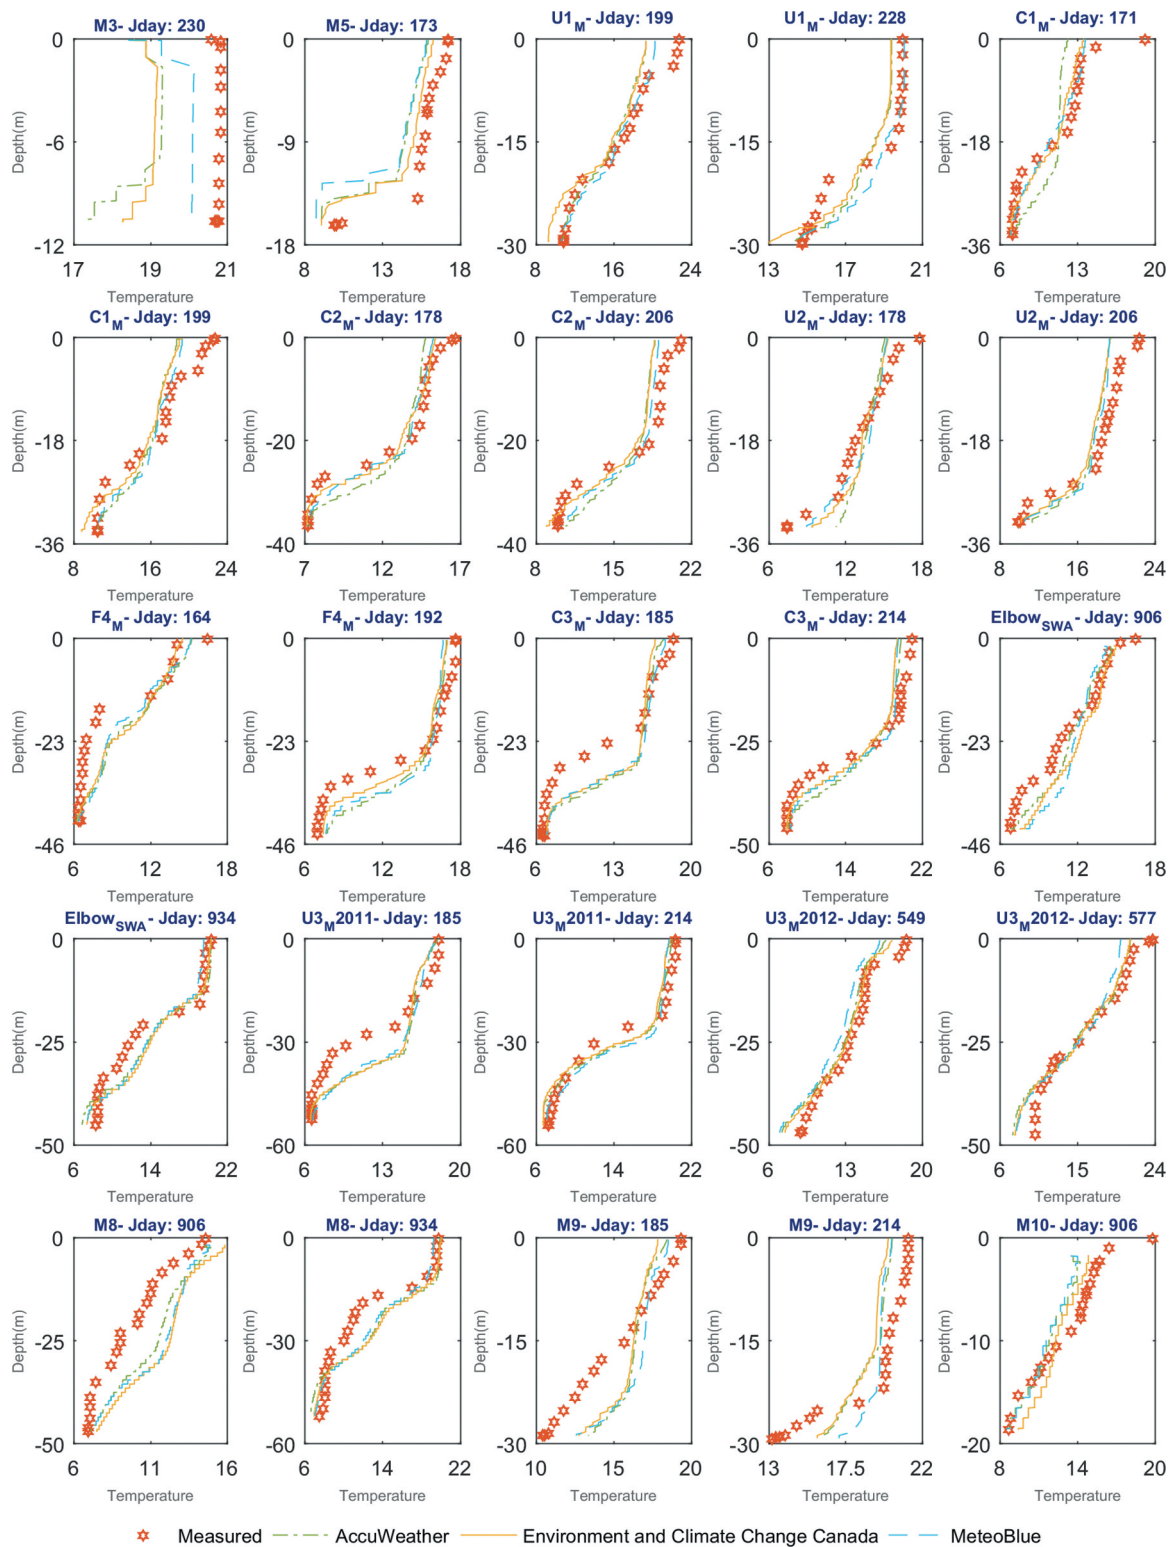 M3- Jday: 230
M5- Jday: 173
U1M- Jday: 199
U1M- Jday: 228
C1M- Jday: 171
0 0 0 0 0
Depth(m) Depth(m) Depth(m) Depth(m) Depth(m)
-6 -9 -15 -15 -18
-12 -18 -30 -30 -36
17 19 21 8 13 18 8 16 24 13 17 21 6 13 20
Temperature Temperature Temperature Temperature Temperature
C1M- Jday: 199
C2M- Jday: 178
C2M- Jday: 206
U2M- Jday: 178
U2M- Jday: 206
0 0 0 0 0
Depth(m) Depth(m) Depth(m) Depth(m) Depth(m)
-18 -20 -20 -18 -18
-36 -40 -40 -36 -36
8 16 24 7 12 17 8 15 22 6 12 18 8 16 24
Temperature Temperature Temperature Temperature Temperature
F4M- Jday: 164
F4M- Jday: 192
C3M- Jday: 185
C3M- Jday: 214
ElbowSWA- Jday: 906
0 0 0 0 0
Depth(m) Depth(m) Depth(m) Depth(m) Depth(m)
-23 -23 -23 -25 -23
-46 -46 -46 -50 -46
6 12 18 6 12 18 6 13 20 6 14 22 6 12 18
Temperature Temperature Temperature Temperature Temperature
ElbowSWA- Jday: 934
U3M2011- Jday: 185
U3M2011- Jday: 214
U3M2012- Jday: 549
U3M2012- Jday: 577
0 0 0 0 0
Depth(m) Depth(m) Depth(m) Depth(m) Depth(m)
-25 -30 -30 -25 -25
-50 -60 -60 -50 -50
6 14 22 6 13 20 6 14 22 6 13 20 6 15 24
Temperature Temperature Temperature Temperature Temperature
M8- Jday: 906
M8- Jday: 934
M9- Jday: 185
M9- Jday: 214
M10- Jday: 906
0 0 0 0 0
Depth(m) Depth(m) Depth(m) Depth(m) Depth(m)
-25 -30 -15 -15 -10
-50 -60 -30 -30 -20
6 11 16 6 14 22 10 15 20 13 17.5 22 8 14 20
Temperature Temperature Temperature Temperature Temperature
Measured AccuWeather Environment and Climate Change Canada MeteoBlue